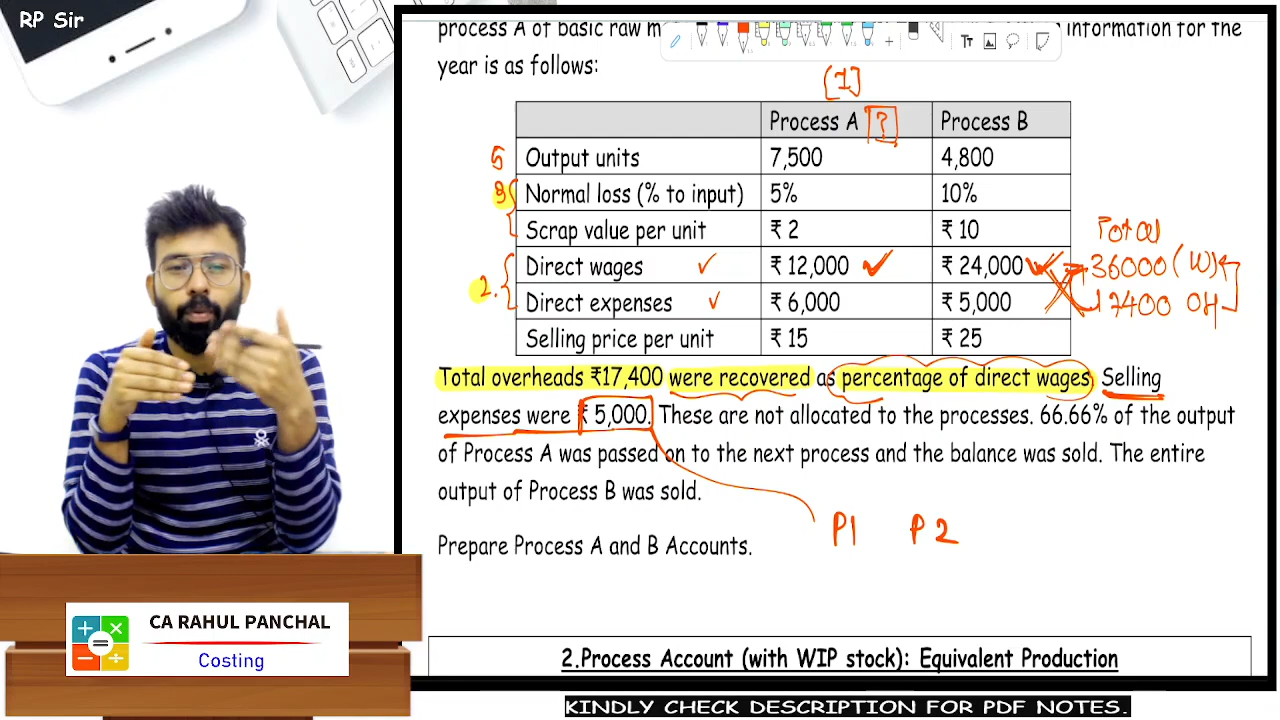 RP Sir
process A of basic raw m
information for the
year is as follows:
[I]
Process A ? Process B
5 Output units 7,500 4,800
3 Normal loss (% to input) 5% 10%
Scrap value per unit ₹ 2 ₹ 10
Total
2. Direct wages ✓ ₹ 12,000 ✓ ₹ 24,000 ✓ 36000 (W)
Direct expenses ✓ ₹ 6,000 ₹ 5,000 17400 OH
Selling price per unit ₹ 15 ₹ 25
Total overheads ₹17,400 were recovered as percentage of direct wages. Selling
expenses were ₹ 5,000. These are not allocated to the processes. 66.66% of the output
of Process A was passed on to the next process and the balance was sold. The entire
output of Process B was sold.
P1 P2
Prepare Process A and B Accounts.
CA RAHUL PANCHAL
Costing
2.Process Account (with WIP stock): Equivalent Production
KINDLY CHECK DESCRIPTION FOR PDF NOTES.